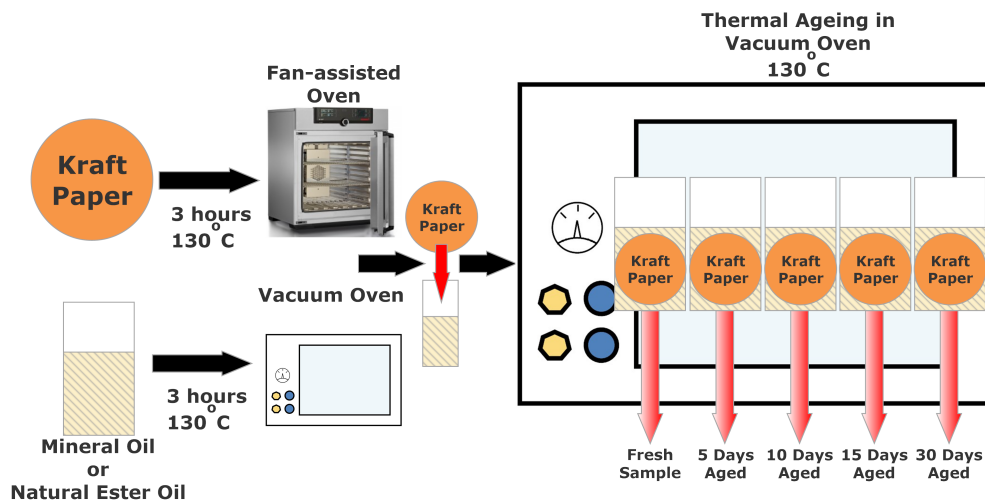 Thermal Ageing in
Vacuum Oven
130°C
Fan-assisted
Oven
Kraft
Paper
3 hours
130°C
Kraft
Paper
Vacuum Oven
3 hours
130°C
Mineral Oil
or
Natural Ester Oil
Kraft
Paper
Kraft
Paper
Kraft
Paper
Kraft
Paper
Kraft
Paper
Fresh
Sample
5 Days
Aged
10 Days
Aged
15 Days
Aged
30 Days
Aged